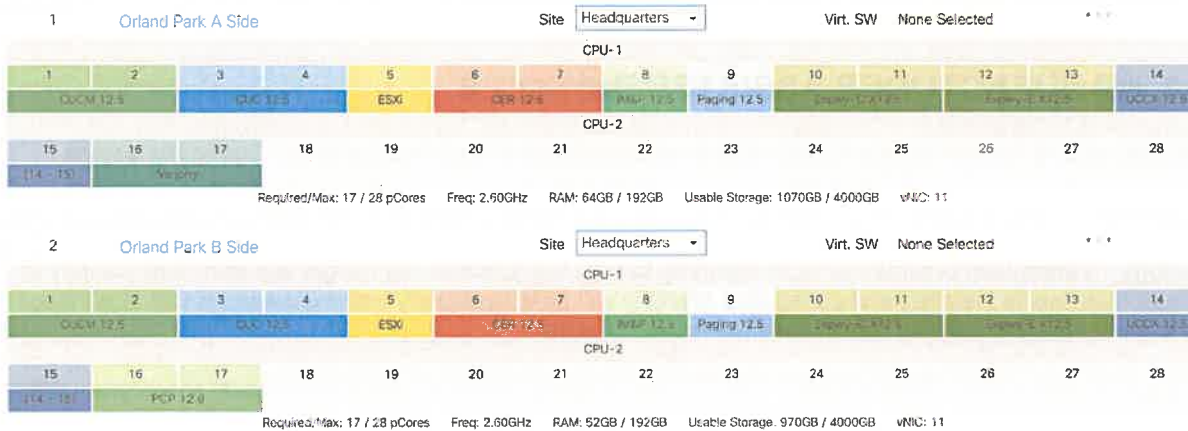 1 Orland Park A Side Site Headquarters Virt. SW None Selected
CPU-1
1 2 3 4 5 6 7 8 9 10 11 12 13 14
CUCM 12.5 CUC 12.5 ESXi CER 12.5 IM&P 12.5 Paging 12.5 UCCX 12.5
CPU-2
15 16 17 18 19 20 21 22 23 24 25 26 27 28
(14 - 15)
Required/Max: 17 / 28 pCores Freq: 2.60GHz RAM: 64GB / 192GB Usable Storage: 1070GB / 4000GB vNIC: 11
2 Orland Park B Side Site Headquarters Virt. SW None Selected
CPU-1
1 2 3 4 5 6 7 8 9 10 11 12 13 14
CUCM 12.5 CUC 12.5 ESXi CER 12.5 IM&P 12.5 Paging 12.5 UCCX 12.5
CPU-2
15 16 17 18 19 20 21 22 23 24 25 26 27 28
(14 - 15) PCP 12.6
Required/Max: 17 / 28 pCores Freq: 2.60GHz RAM: 52GB / 192GB Usable Storage: 970GB / 4000GB vNIC: 11